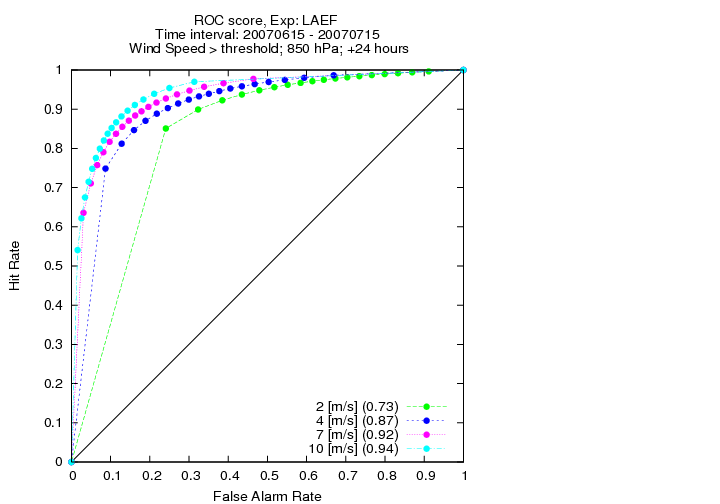 ROC score, Exp: LAEF
Time interval: 20070615 - 20070715
Wind Speed > threshold; 850 hPa; +24 hours
1
0.9
0.8
0.7
0.6
0.5
0.4
0.3
0.2
0.1
0
Hit Rate
2 [m/s] (0.73)
4 [m/s] (0.87)
7 [m/s] (0.92)
10 [m/s] (0.94)
0 0.1 0.2 0.3 0.4 0.5 0.6 0.7 0.8 0.9 1
False Alarm Rate